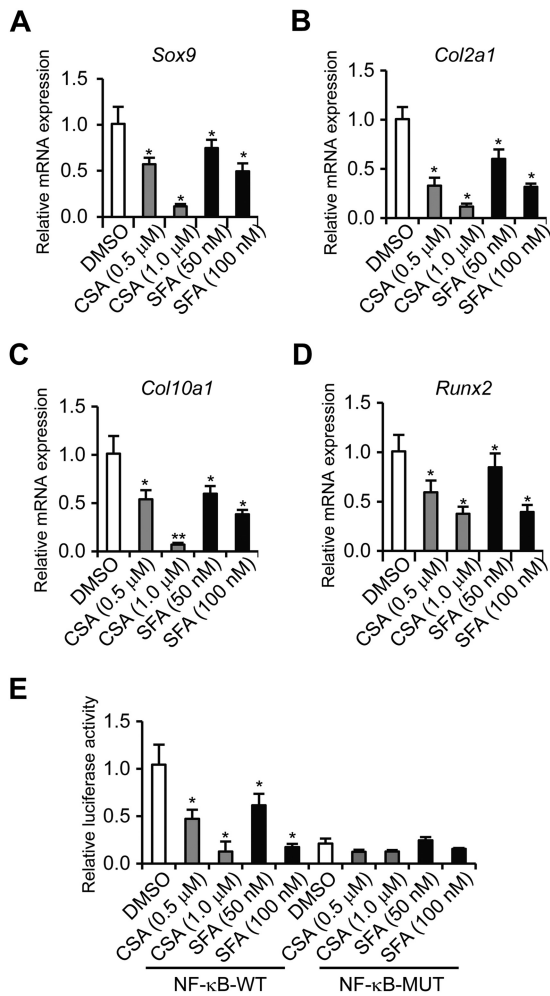 A
Sox9
Relative mRNA expression
1.5
1.0
0.5
0.0
* * * *
DMSO
CSA (0.5 µM)
CSA (1.0 µM)
SFA (50 nM)
SFA (100 nM)
B
Col2a1
Relative mRNA expression
1.5
1.0
0.5
0
* * * *
DMSO
CSA (0.5 µM)
CSA (1.0 µM)
SFA (50 nM)
SFA (100 nM)
C
Col10a1
Relative mRNA expression
1.5
1.0
0.5
0
* ** * *
DMSO
CSA (0.5 µM)
CSA (1.0 µM)
SFA (50 nM)
SFA (100 nM)
D
Runx2
Relative mRNA expression
1.5
1.0
0.5
0
* * * *
DMSO
CSA (0.5 µM)
CSA (1.0 µM)
SFA (50 nM)
SFA (100 nM)
E
Relative luciferase activity
1.5
1.0
0.5
0.0
* * * *
DMSO
CSA (0.5 µM)
CSA (1.0 µM)
SFA (50 nM)
SFA (100 nM)
DMSO
CSA (0.5 µM)
CSA (1.0 µM)
SFA (50 nM)
SFA (100 nM)
NF-κB-WT
NF-κB-MUT